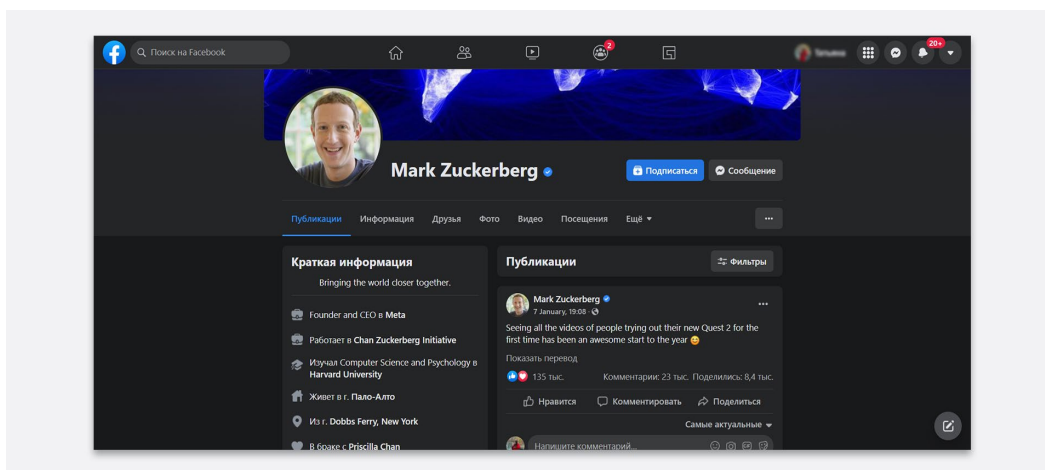 Поиск на Facebook
2
20+
Mark Zuckerberg
Подписаться
Сообщение
Публикации Информация Друзья Фото Видео Посещения Ещё
Краткая информация
Bringing the world closer together.
Founder and CEO в Meta
Работает в Chan Zuckerberg Initiative
Изучал Computer Science and Psychology в
Harvard University
Живет в г. Пало-Алто
Из г. Dobbs Ferry, New York
В браке с Priscilla Chan
Публикации
Фильтры
Mark Zuckerberg
7 January, 19:08 ·
Seeing all the videos of people trying out their new Quest 2 for the
first time has been an awesome start to the year
Показать перевод
135 тыс. Комментарии: 23 тыс. Поделились: 8,4 тыс.
Нравится Комментировать Поделиться
Самые актуальные
Напишите комментарий...